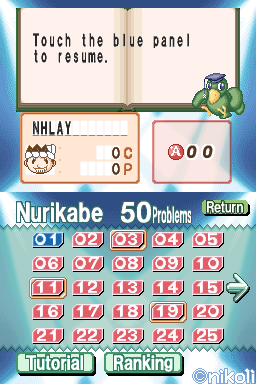 Touch the blue panel
to resume.
NHLAY
0C
0P
A 00
Nurikabe 50Problems Return
01 02 03 04 05
06 07 08 09 10
11 12 13 14 15
16 17 18 19 20
21 22 23 24 25
Tutorial Ranking
©nikoli